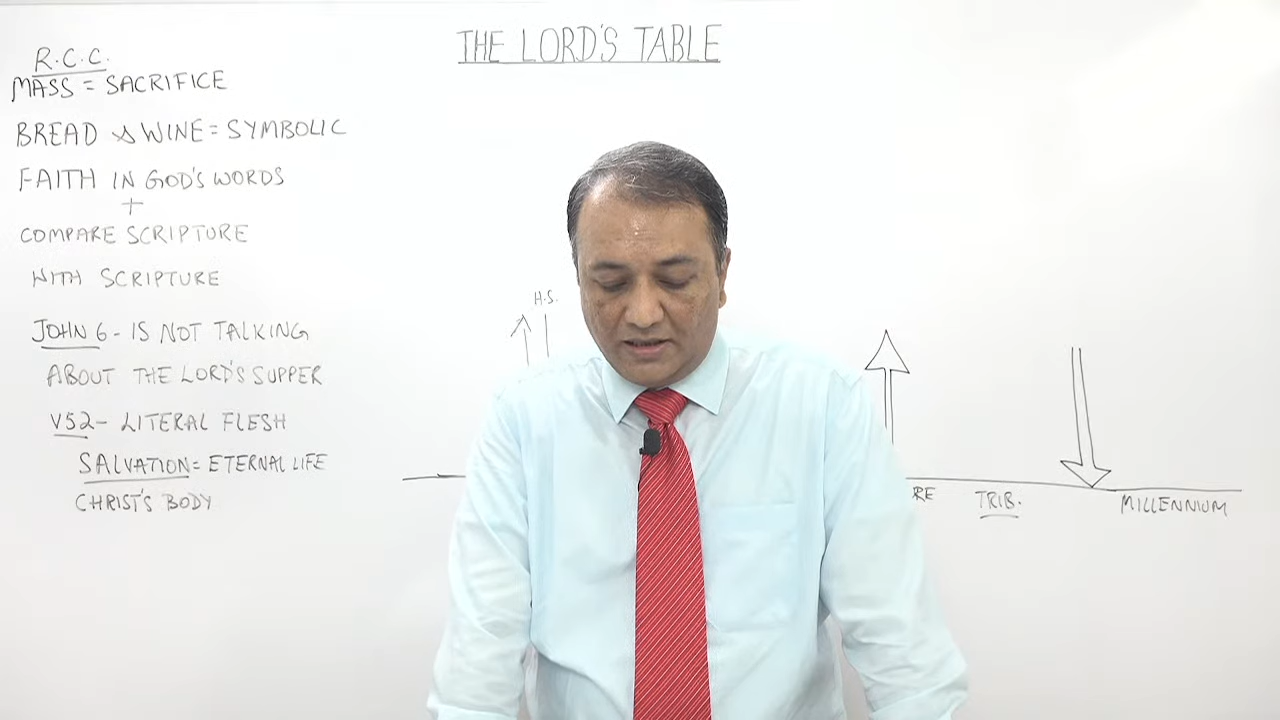 THE LORD'S TABLE
R.C.C.
MASS = SACRIFICE
BREAD & WINE = SYMBOLIC
FAITH IN GOD'S WORDS
+
COMPARE SCRIPTURE
WITH SCRIPTURE
JOHN 6 - IS NOT TALKING
ABOUT THE LORD'S SUPPER
V52 - LITERAL FLESH
SALVATION = ETERNAL LIFE
CHRIST'S BODY
H.S.
RE
TRIB.
MILLENNIUM